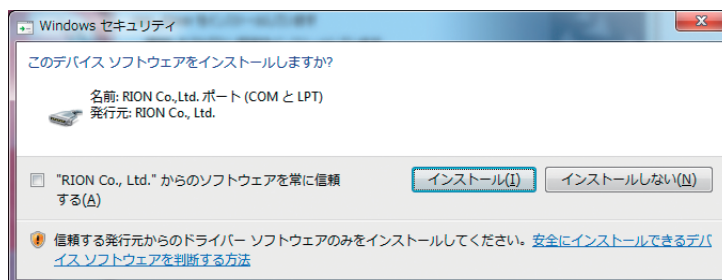 Windows セキュリティ
このデバイス ソフトウェアをインストールしますか?
名前: RION Co.,Ltd. ポート (COM と LPT)
発行元: RION Co., Ltd.
"RION Co., Ltd." からのソフトウェアを常に信頼
する(A)
インストール(I)
インストールしない(N)
信頼する発行元からのドライバー ソフトウェアのみをインストールしてください。安全にインストールできるデバ
イス ソフトウェアを判断する方法